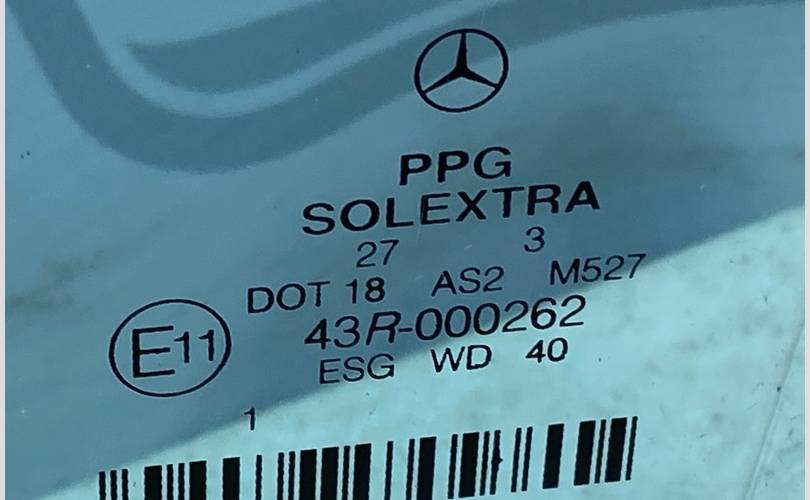 PPG
SOLEXTRA
27 3
DOT 18 AS2 M527
E11 43R-000262
ESG WD 40
1